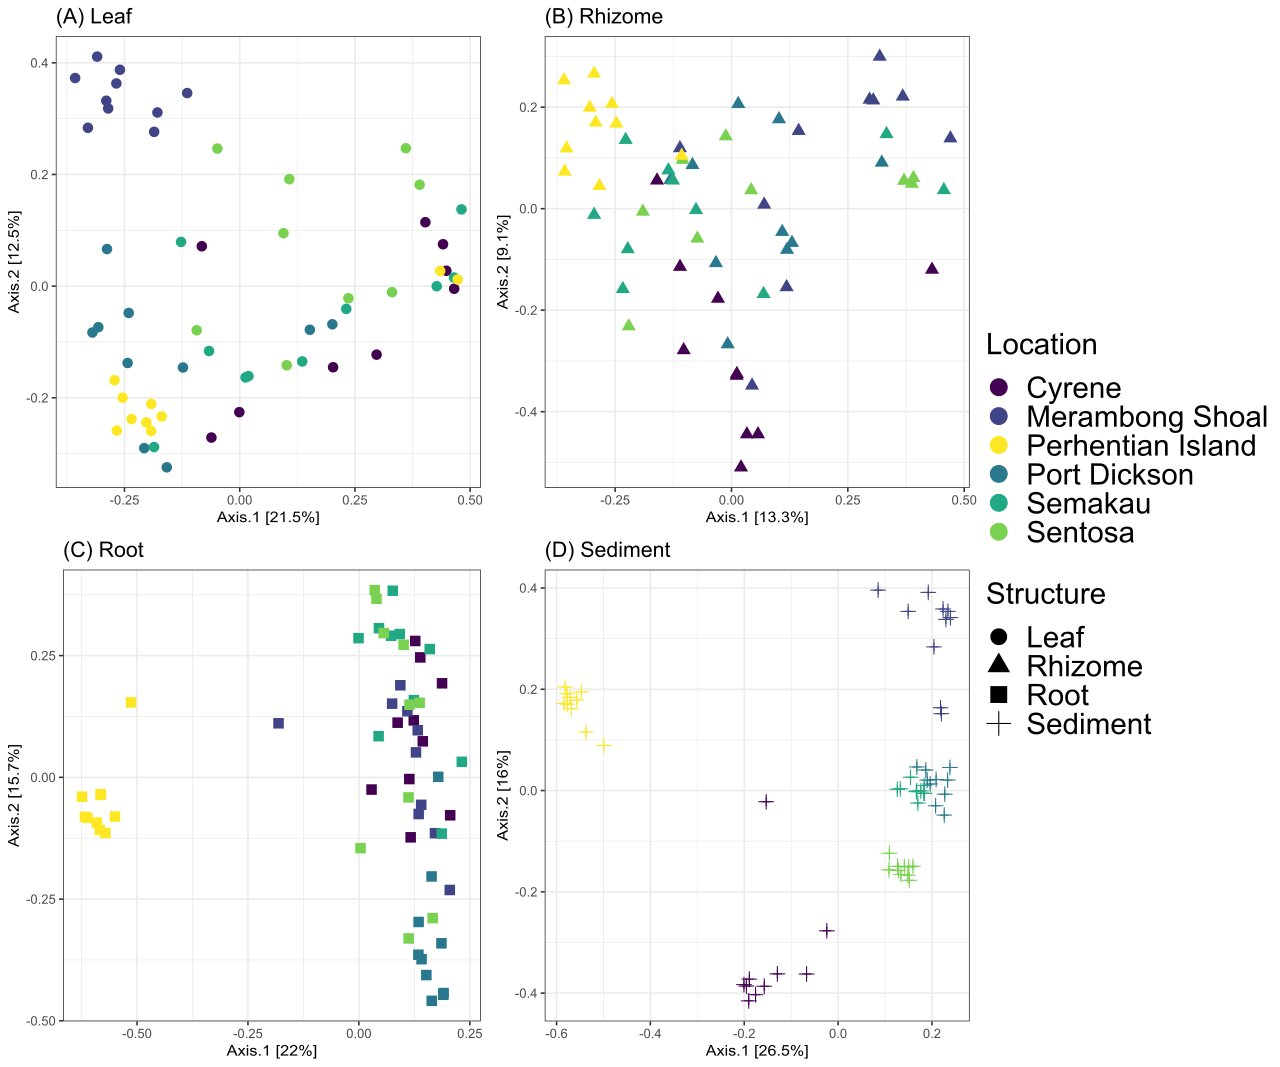 (A) Leaf
(B) Rhizome
0.4
0.2
0.0
-0.2
Axis.2 [12.5%]
-0.25
0.00
0.25
0.50
Axis.1 [21.5%]
0.2
0.0
-0.2
-0.4
Axis.2 [9.1%]
-0.25
0.00
0.25
0.50
Axis.1 [13.3%]
(C) Root
(D) Sediment
0.25
0.00
-0.25
-0.50
Axis.2 [15.7%]
-0.50
-0.25
0.00
0.25
Axis.1 [22%]
0.4
0.2
0.0
-0.2
-0.4
Axis.2 [16%]
-0.6
-0.4
-0.2
0.0
0.2
Axis.1 [26.5%]
Location
Cyrene
Merambong Shoal
Perhentian Island
Port Dickson
Semakau
Sentosa
Structure
Leaf
Rhizome
Root
Sediment